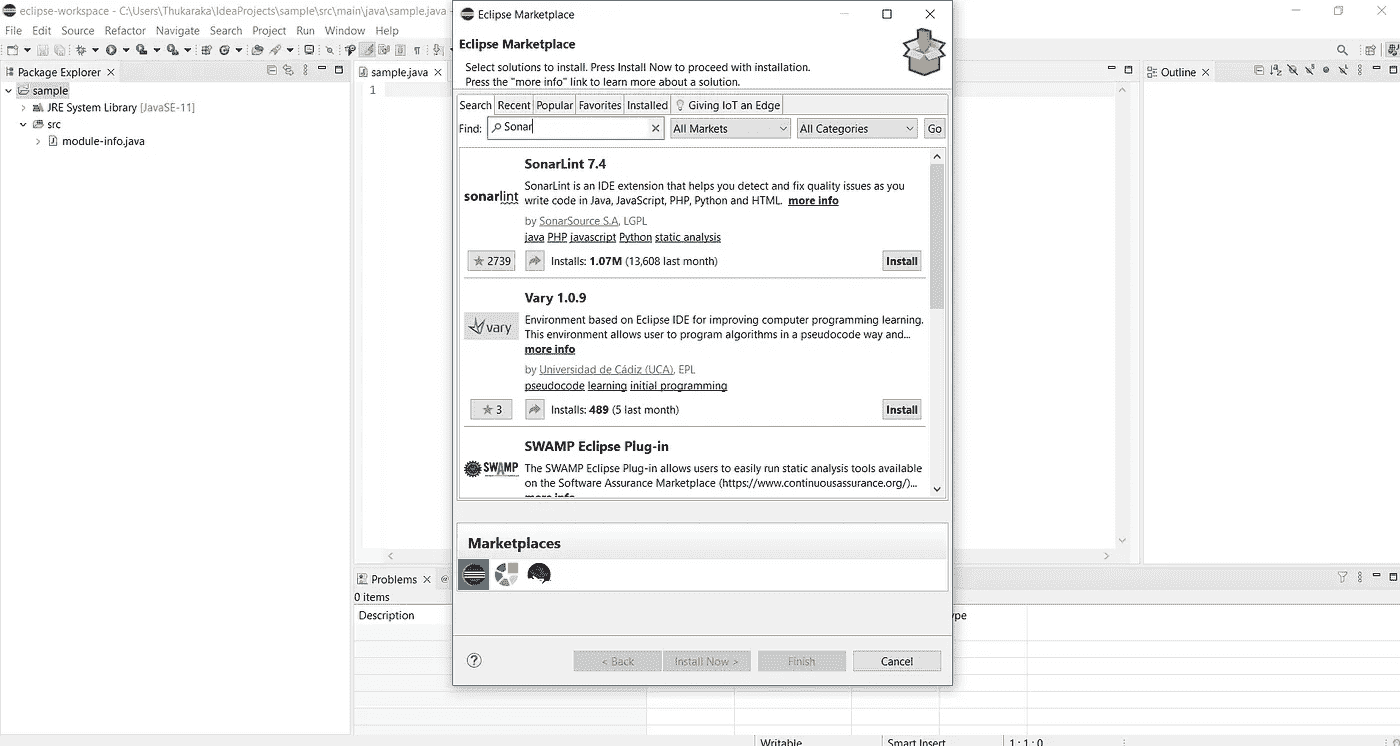 eclipse-workspace - C:\Users\Thukaraka\IdeaProjects\sample\src\main\java\sample.java
File Edit Source Refactor Navigate Search Project Run Window Help
Package Explorer
sample
JRE System Library [JavaSE-11]
src
module-info.java
sample.java
1
Outline
Eclipse Marketplace
Eclipse Marketplace
Select solutions to install. Press Install Now to proceed with installation.
Press the "more info" link to learn more about a solution.
Search Recent Popular Favorites Installed Giving IoT an Edge
Find: Sonar All Markets All Categories Go
SonarLint 7.4
sonarlint
SonarLint is an IDE extension that helps you detect and fix quality issues as you
write code in Java, JavaScript, PHP, Python and HTML. more info
by SonarSource S.A, LGPL
java PHP javascript Python static analysis
2739 Installs: 1.07M (13,608 last month) Install
Vary 1.0.9
vary
Environment based on Eclipse IDE for improving computer programming learning.
This environment allows user to program algorithms in a pseudocode way and...
more info
by Universidad de Cádiz (UCA), EPL
pseudocode learning initial programming
3 Installs: 489 (5 last month) Install
SWAMP Eclipse Plug-in
SWAMP
The SWAMP Eclipse Plug-in allows users to easily run static analysis tools available
on the Software Assurance Marketplace (https://www.continuousassurance.org/)...
more info
Marketplaces
< Back Install Now > Finish Cancel
Problems
0 items
Description
ype
Writable Smart Insert 1:1:0